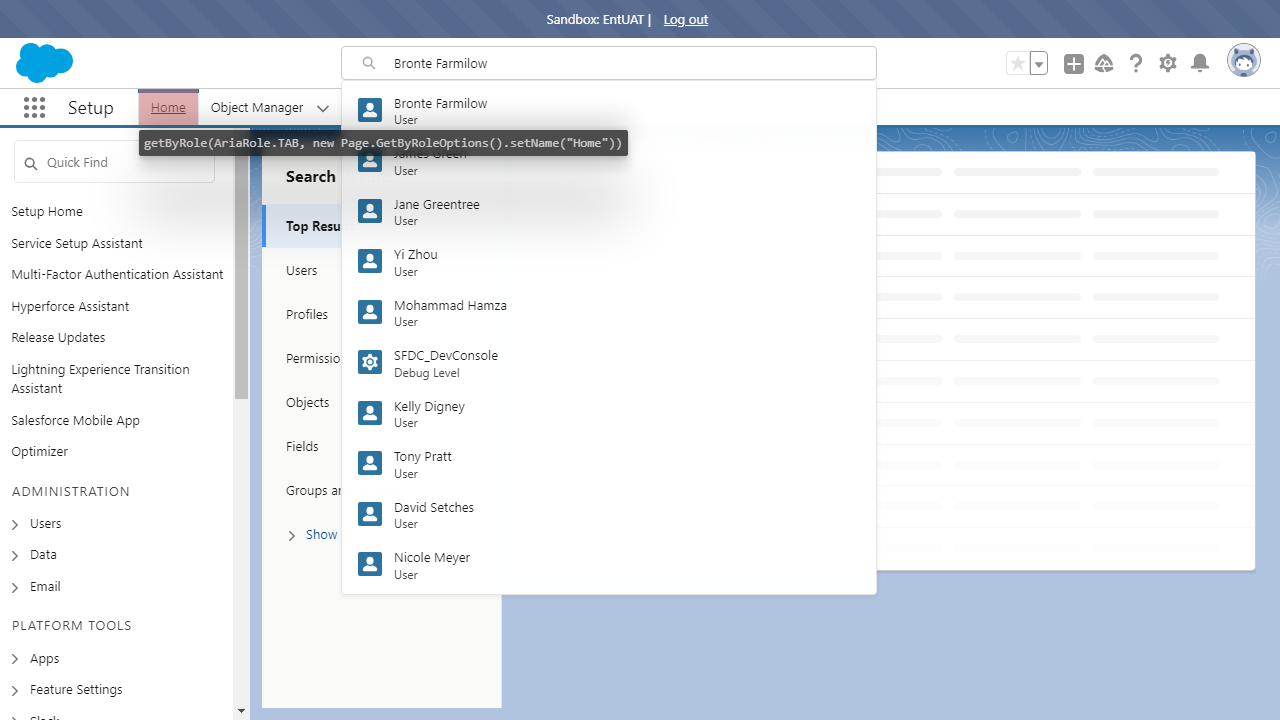 Sandbox: EntUAT | Log out
Bronte Farmilow
Setup
Home
Object Manager
getByRole(AriaRole.TAB, new Page.GetByRoleOptions().setName("Home"))
Quick Find
Setup Home
Service Setup Assistant
Multi-Factor Authentication Assistant
Hyperforce Assistant
Release Updates
Lightning Experience Transition
Assistant
Salesforce Mobile App
Optimizer
ADMINISTRATION
Users
Data
Email
PLATFORM TOOLS
Apps
Feature Settings
Slack
Search
Top Resu
Users
Profiles
Permissio
Objects
Fields
Groups an
Show
Bronte Farmilow
User
James Green
User
Jane Greentree
User
Yi Zhou
User
Mohammad Hamza
User
SFDC_DevConsole
Debug Level
Kelly Digney
User
Tony Pratt
User
David Setches
User
Nicole Meyer
User